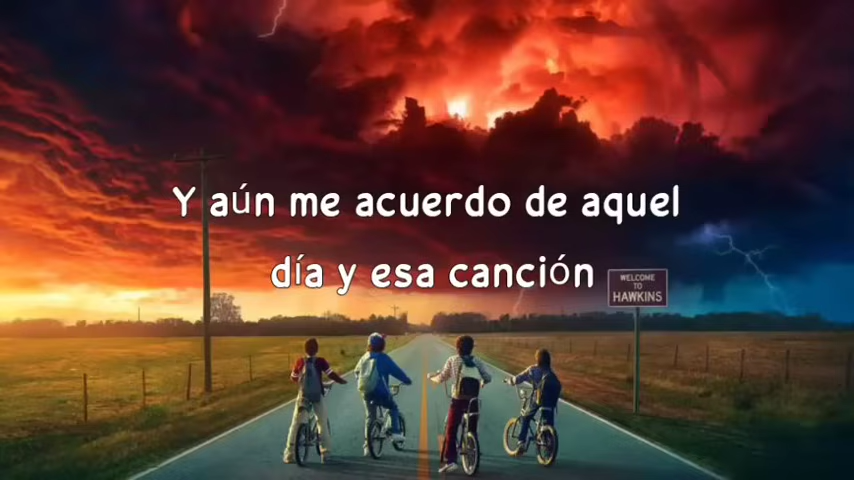 Y aún me acuerdo de aquel
día y esa canción
WELCOME
TO
HAWKINS